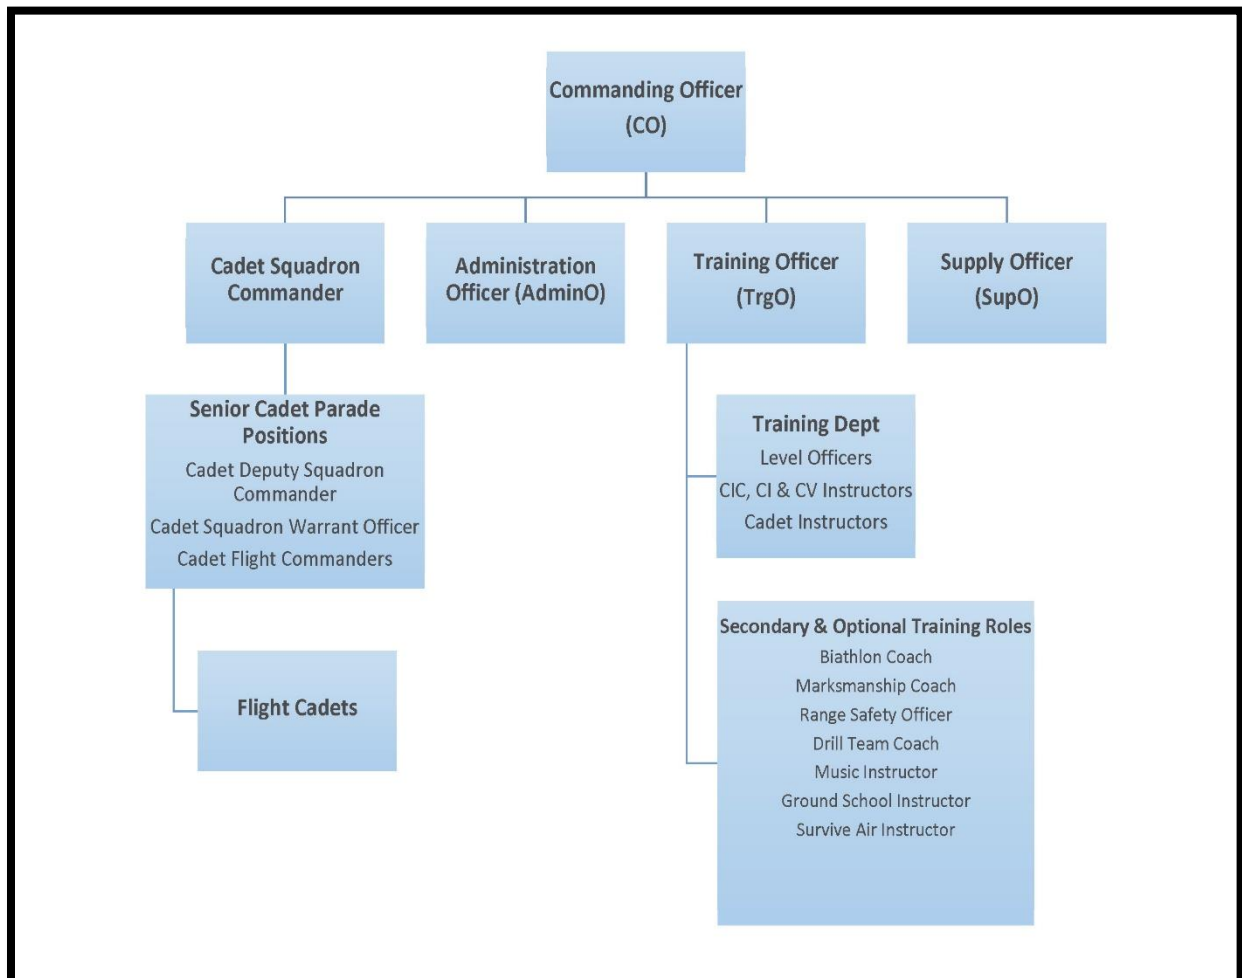 Commanding Officer
(CO)
Cadet Squadron
Commander
Administration
Officer (AdminO)
Training Officer
(TrgO)
Supply Officer
(SupO)
Senior Cadet Parade
Positions
Cadet Deputy Squadron
Commander
Cadet Squadron Warrant Officer
Cadet Flight Commanders
Training Dept
Level Officers
CIC, CI & CV Instructors
Cadet Instructors
Flight Cadets
Secondary & Optional Training Roles
Biathlon Coach
Marksmanship Coach
Range Safety Officer
Drill Team Coach
Music Instructor
Ground School Instructor
Survive Air Instructor